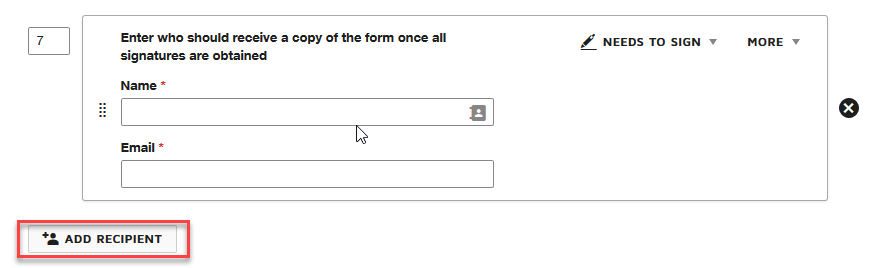 7
Enter who should receive a copy of the form once all
signatures are obtained
NEEDS TO SIGN
MORE
Name *
Email *
ADD RECIPIENT